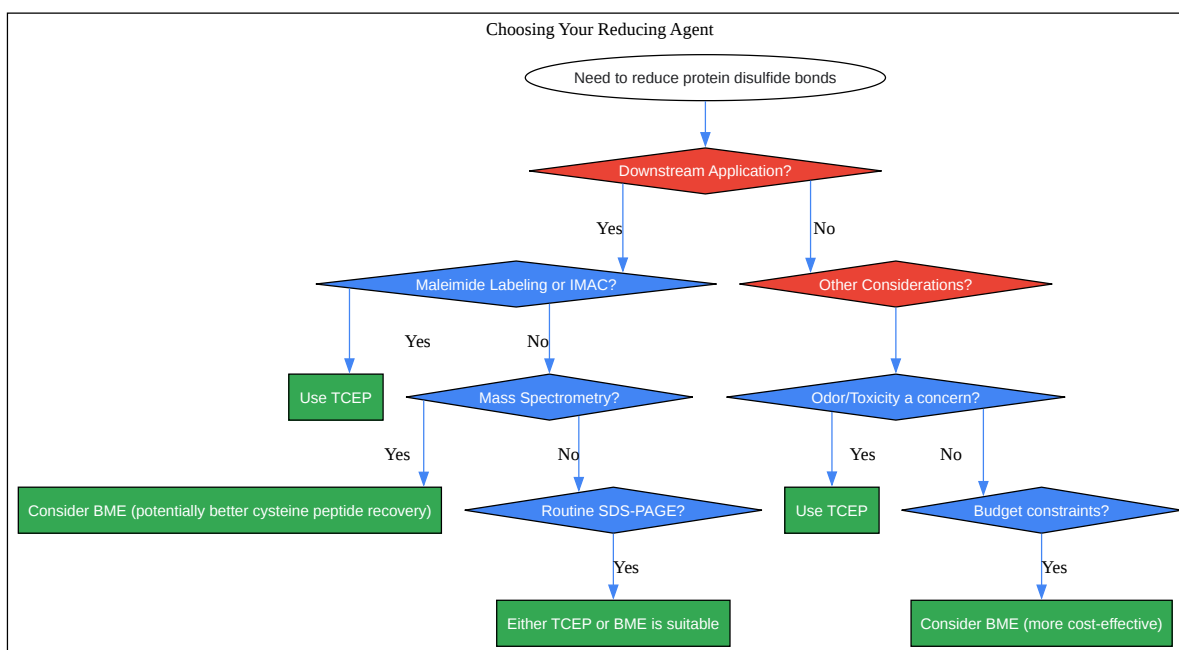 Choosing Your Reducing Agent
Need to reduce protein disulfide bonds
Downstream Application?
Yes
No
Maleimide Labeling or IMAC?
Other Considerations?
Yes
No
Use TCEP
Mass Spectrometry?
Odor/Toxicity a concern?
Yes
No
Yes
No
Consider BME (potentially better cysteine peptide recovery)
Routine SDS-PAGE?
Use TCEP
Budget constraints?
Yes
Yes
Either TCEP or BME is suitable
Consider BME (more cost-effective)